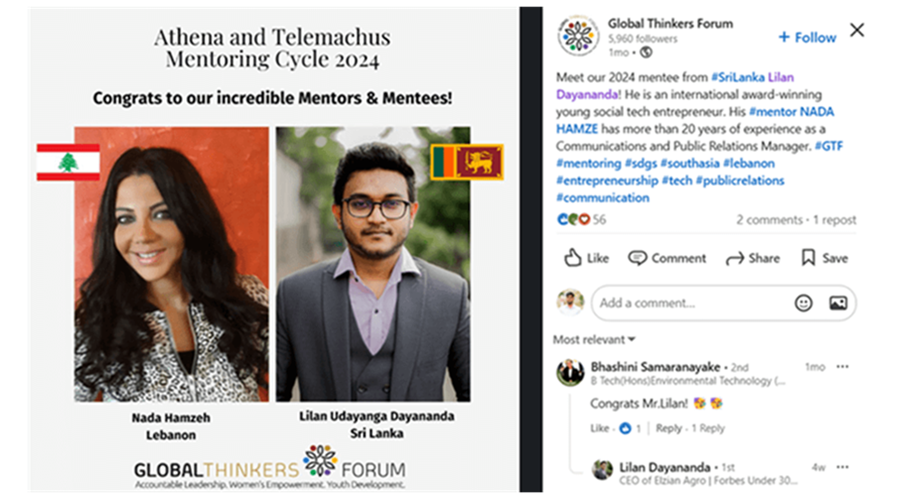 Athena and Telemachus
Mentoring Cycle 2024
Congrats to our incredible Mentors & Mentees!
Nada Hamzeh
Lebanon
Lilan Udayanga Dayananda
Sri Lanka
GLOBALTHINKERS FORUM
Accountable Leadership. Women's Empowerment. Youth Development.
Global Thinkers Forum
5,960 followers
1mo •
+ Follow
Meet our 2024 mentee from #SriLanka Lilan
Dayananda! He is an international award-winning
young social tech entrepreneur. His #mentor NADA
HAMZE has more than 20 years of experience as a
Communications and Public Relations Manager. #GTF
#mentoring #sdgs #southasia #lebanon
#entrepreneurship #tech #publicrelations
#communication
56
2 comments · 1 repost
Like
Comment
Share
Save
Add a comment...
Most relevant
Bhashini Samaranayake • 2nd
1mo
B Tech(Hons)Environmental Technology (...
Congrats Mr.Lilan!
Like · 1 | Reply · 1 Reply
Lilan Dayananda • 1st
4w
CEO of Elzian Agro | Forbes Under 30...